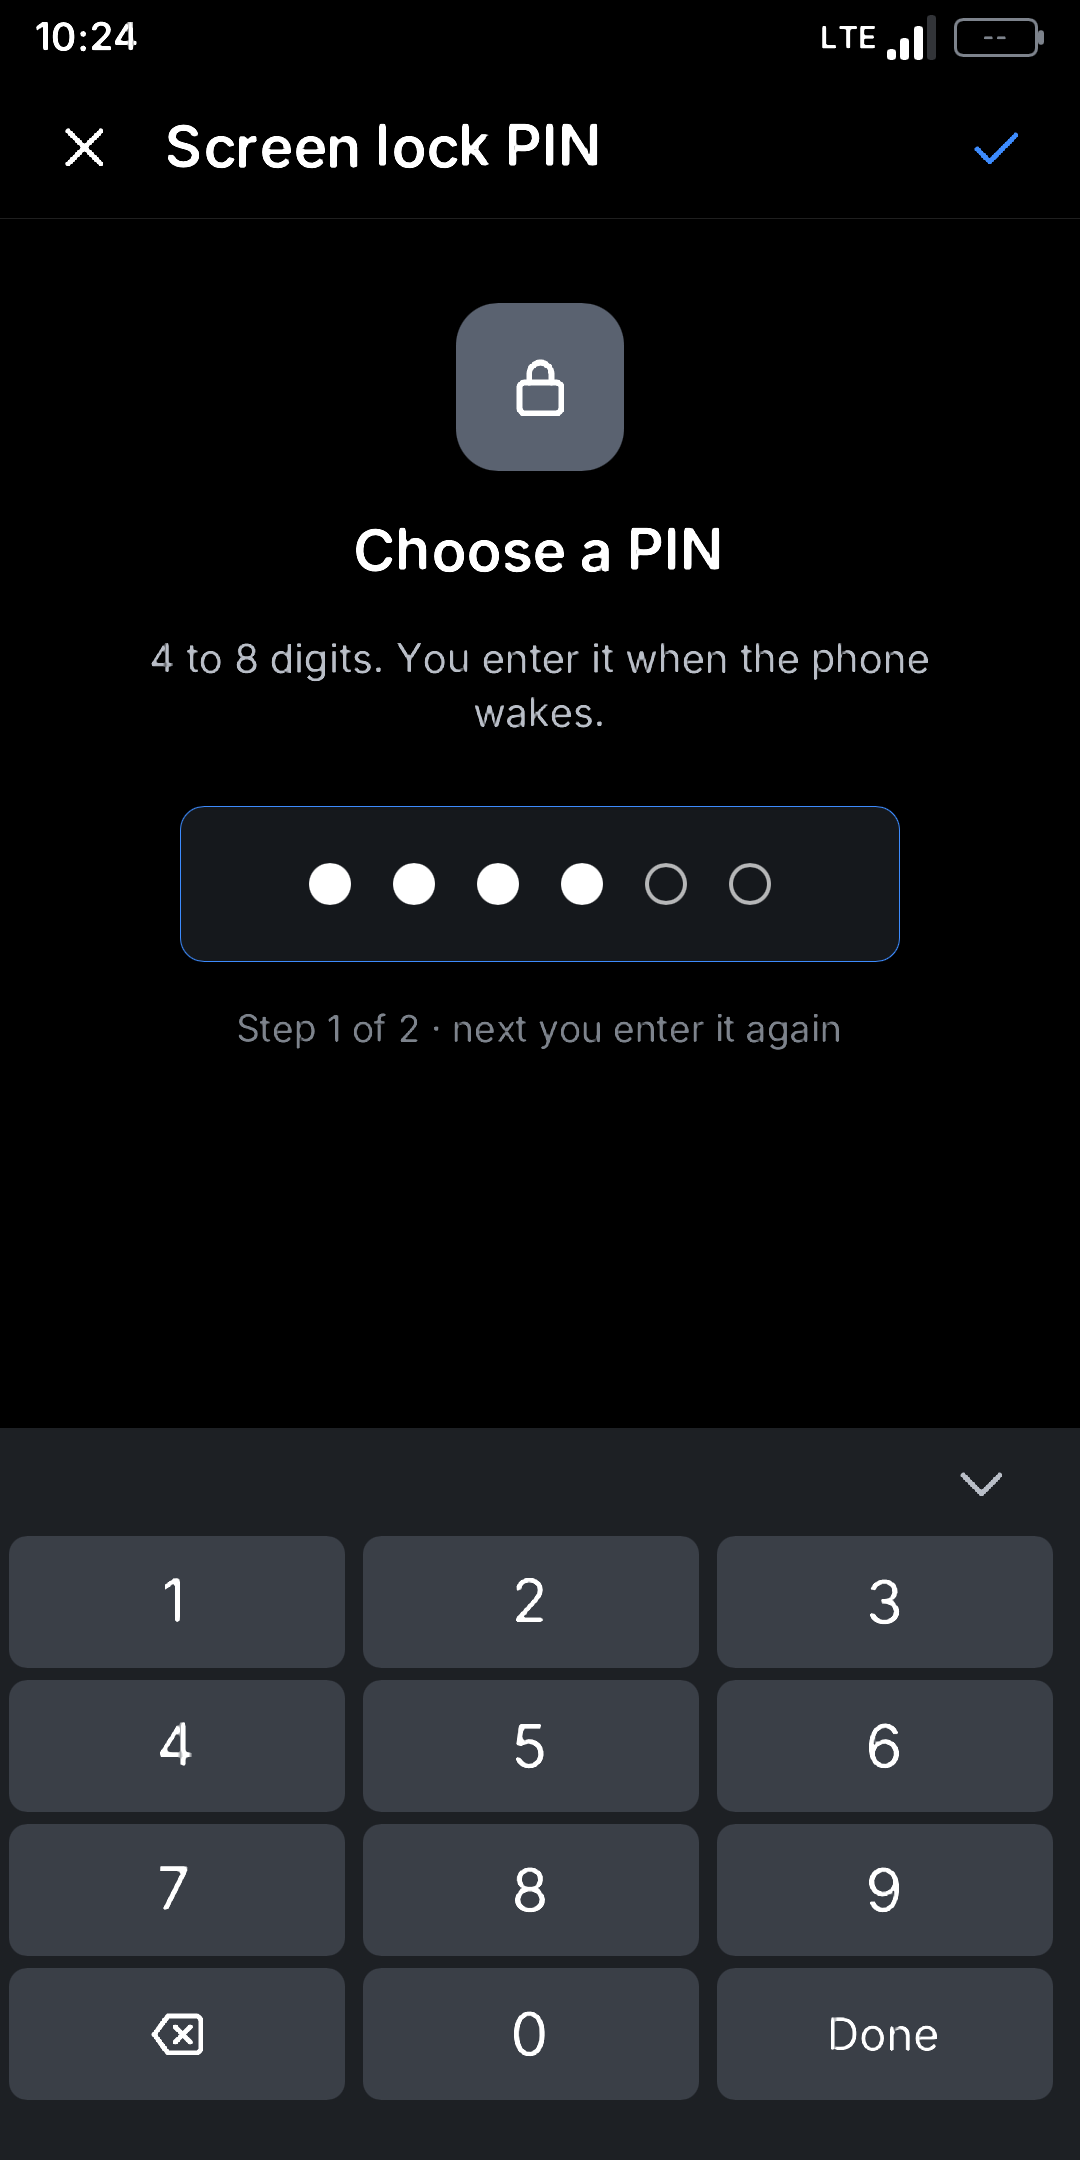 10:24
LTE
--
Screen lock PIN
Choose a PIN
4 to 8 digits. You enter it when the phone
wakes.
Step 1 of 2 · next you enter it again
1
2
3
4
5
6
7
8
9
0
Done